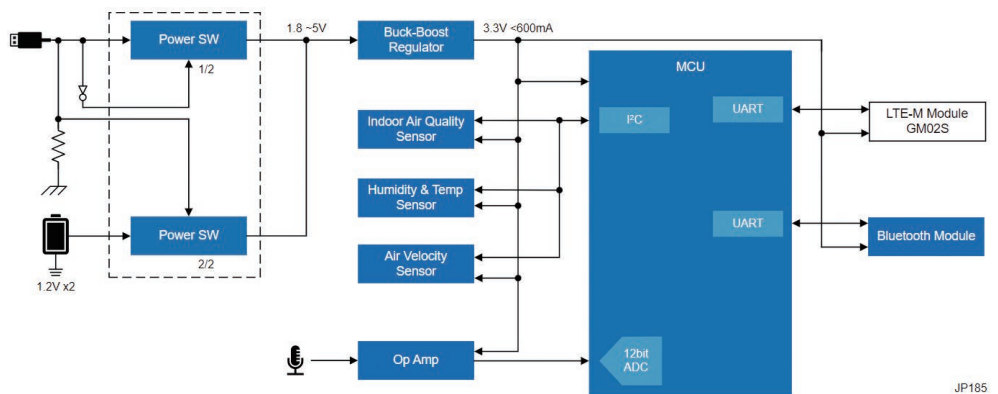 Power SW
1/2
1.8 ~5V
Buck-Boost
Regulator
3.3V <600mA
MCU
I²C
UART
LTE-M Module
GM02S
Indoor Air Quality
Sensor
Humidity & Temp
Sensor
Power SW
2/2
1.2V x2
Air Velocity
Sensor
UART
Bluetooth Module
Op Amp
12bit
ADC
JP185